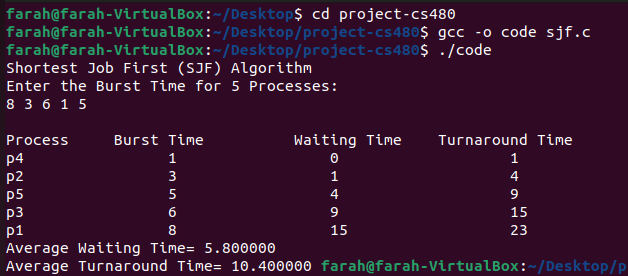 farah@farah-VirtualBox:~/Desktop$ cd project-cs480
farah@farah-VirtualBox:~/Desktop/project-cs480$ gcc -o code sjf.c
farah@farah-VirtualBox:~/Desktop/project-cs480$ ./code
Shortest Job First (SJF) Algorithm
Enter the Burst Time for 5 Processes:
8 3 6 1 5
Process Burst Time Waiting Time Turnaround Time
p4 1 0 1
p2 3 1 4
p5 5 4 9
p3 6 9 15
p1 8 15 23
Average Waiting Time= 5.800000
Average Turnaround Time= 10.400000 farah@farah-VirtualBox:~/Desktop/p